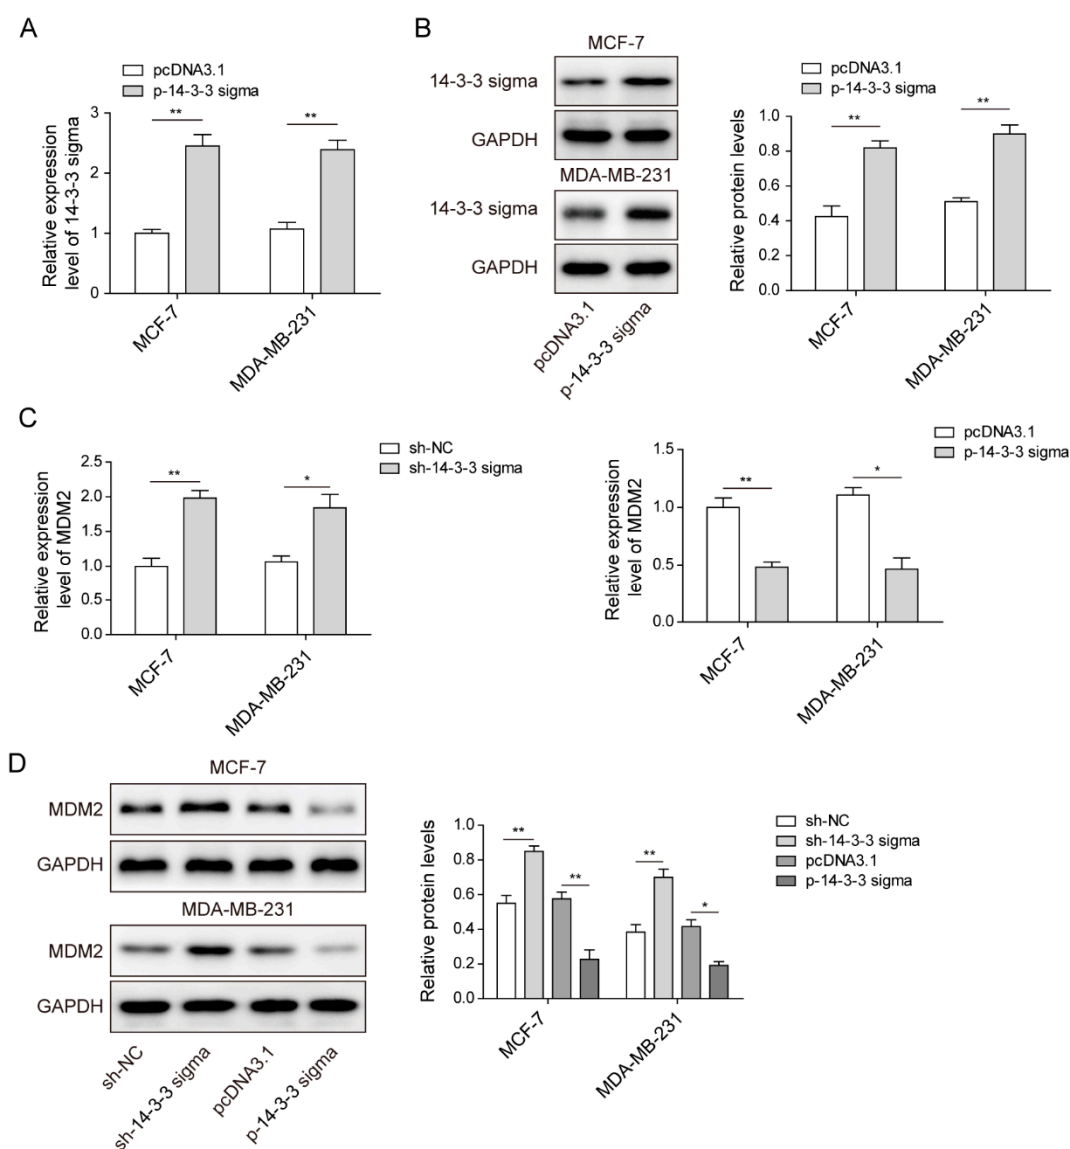 A
pcDNA3.1
p-14-3-3 sigma
Relative expression
level of 14-3-3 sigma
3
2
1
0
**
**
MCF-7
MDA-MB-231
B
MCF-7
14-3-3 sigma
GAPDH
MDA-MB-231
14-3-3 sigma
GAPDH
pcDNA3.1
p-14-3-3 sigma
pcDNA3.1
p-14-3-3 sigma
Relative protein levels
1.0
0.8
0.6
0.4
0.2
0.0
**
**
MCF-7
MDA-MB-231
C
sh-NC
sh-14-3-3 sigma
Relative expression
level of MDM2
2.5
2.0
1.5
1.0
0.5
0.0
**
*
MCF-7
MDA-MB-231
pcDNA3.1
p-14-3-3 sigma
Relative expression
level of MDM2
1.5
1.0
0.5
0.0
**
*
MCF-7
MDA-MB-231
D
MCF-7
MDM2
GAPDH
MDA-MB-231
MDM2
GAPDH
sh-NC
sh-14-3-3 sigma
pcDNA3.1
p-14-3-3 sigma
Relative protein levels
1.0
0.8
0.6
0.4
0.2
0.0
**
**
**
*
MCF-7
MDA-MB-231
sh-NC
sh-14-3-3 sigma
pcDNA3.1
p-14-3-3 sigma